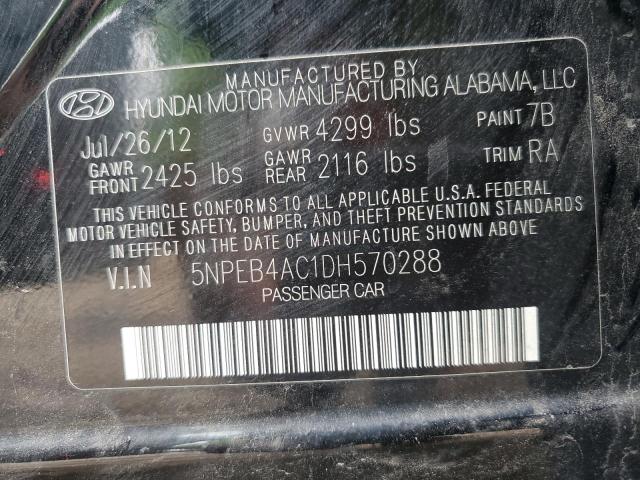 MANUFACTURED BY
HYUNDAI MOTOR MANUFACTURING ALABAMA, LLC
Jul/26/12 GVWR 4299 lbs PAINT 7B
GAWR FRONT 2425 lbs GAWR REAR 2116 lbs TRIM RA
THIS VEHICLE CONFORMS TO ALL APPLICABLE U.S.A. FEDERAL
MOTOR VEHICLE SAFETY, BUMPER, AND THEFT PREVENTION STANDARDS
IN EFFECT ON THE DATE OF MANUFACTURE SHOWN ABOVE
V.I.N 5NPEB4AC1DH570288
PASSENGER CAR